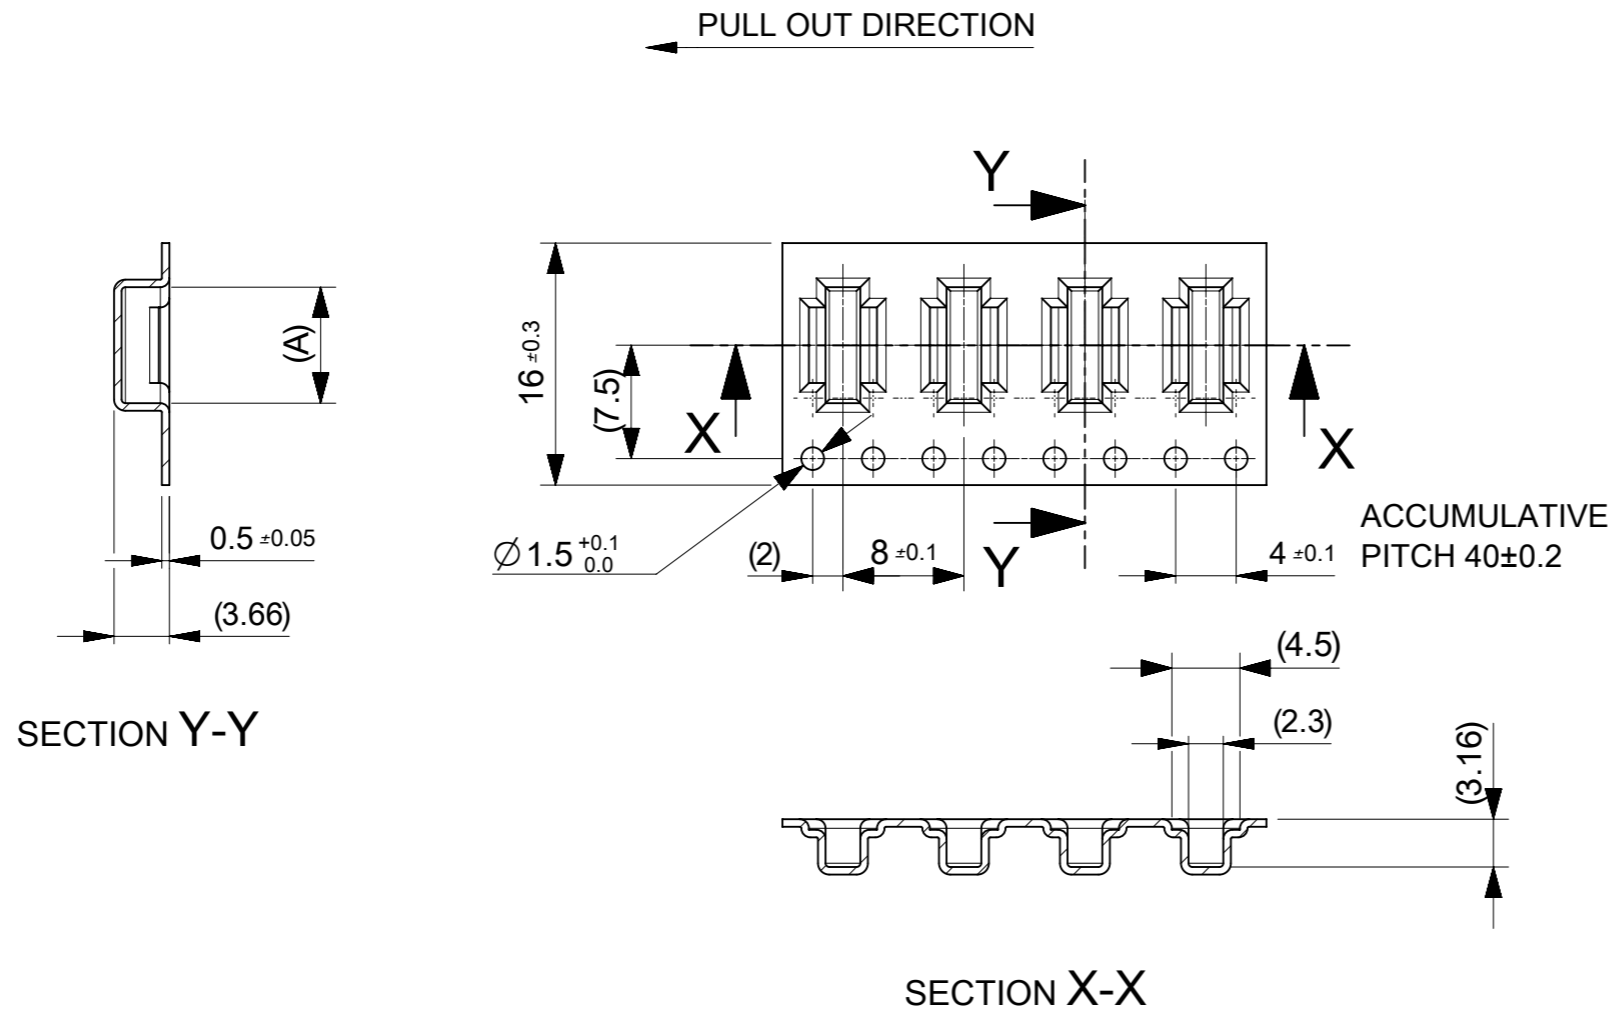 PULL OUT DIRECTION
Y
16 ±0.3
(7.5)
(A)
X
X
0.5 ±0.05
(3.66)
Ø 1.5 +0.1 0.0
(2)
8 ±0.1
Y
4 ±0.1
ACCUMULATIVE
PITCH 40±0.2
(4.5)
(2.3)
(3.16)
SECTION Y-Y
SECTION X-X